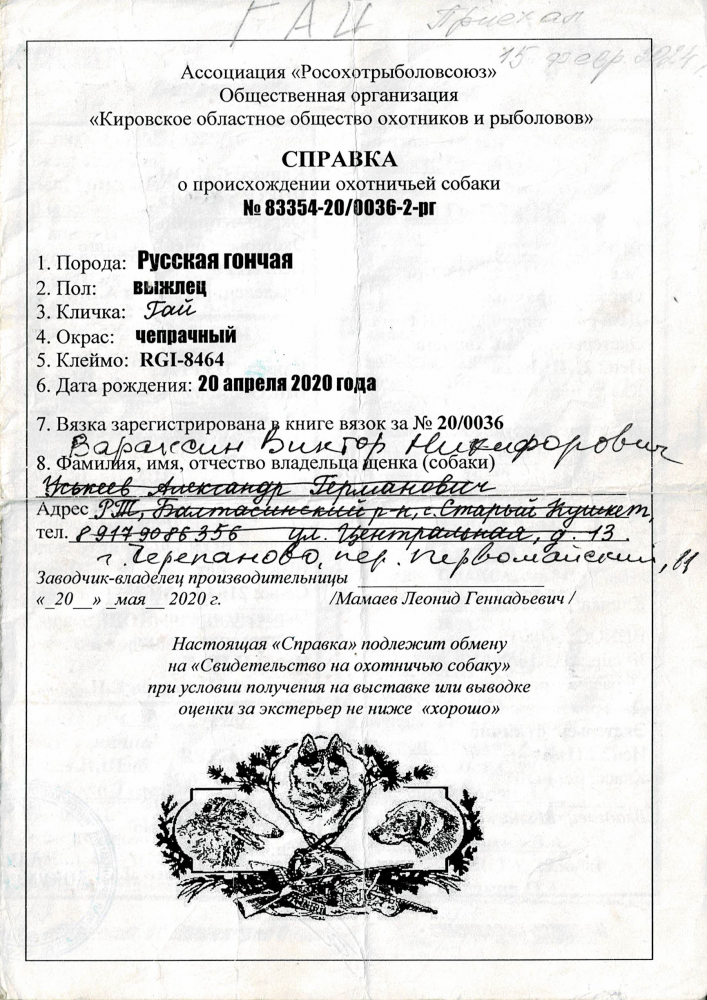 ГАЙ Приехал
15 февр. 2024,
Ассоциация «Росохотрыболовсоюз»
Общественная организация
«Кировское областное общество охотников и рыболовов»
СПРАВКА
о происхождении охотничьей собаки
№ 83354-20/0036-2-рг
1. Порода: Русская гончая
2. Пол: выжлец
3. Кличка: Гай
4. Окрас: чепрачный
5. Клеймо: RGI-8464
6. Дата рождения: 20 апреля 2020 года
7. Вязка зарегистрирована в книге вязок за № 20/0036
Вараксин Виктор Никифорович
8. Фамилия, имя, отчество владельца щенка (собаки)
Уськеев Александр Германович
Адрес РТ, Балтасинский р-н, с. Старый Кушкет,
тел. 89179086356 ул. Центральная, д. 13.
г. Черепаново, пер. Первомайский,
Заводчик-владелец производительницы
«_20__» _мая__ 2020 г. /Мамаев Леонид Геннадьевич /
Настоящая «Справка» подлежит обмену
на «Свидетельство на охотничью собаку»
при условии получения на выставке или выводке
оценки за экстерьер не ниже «хорошо»